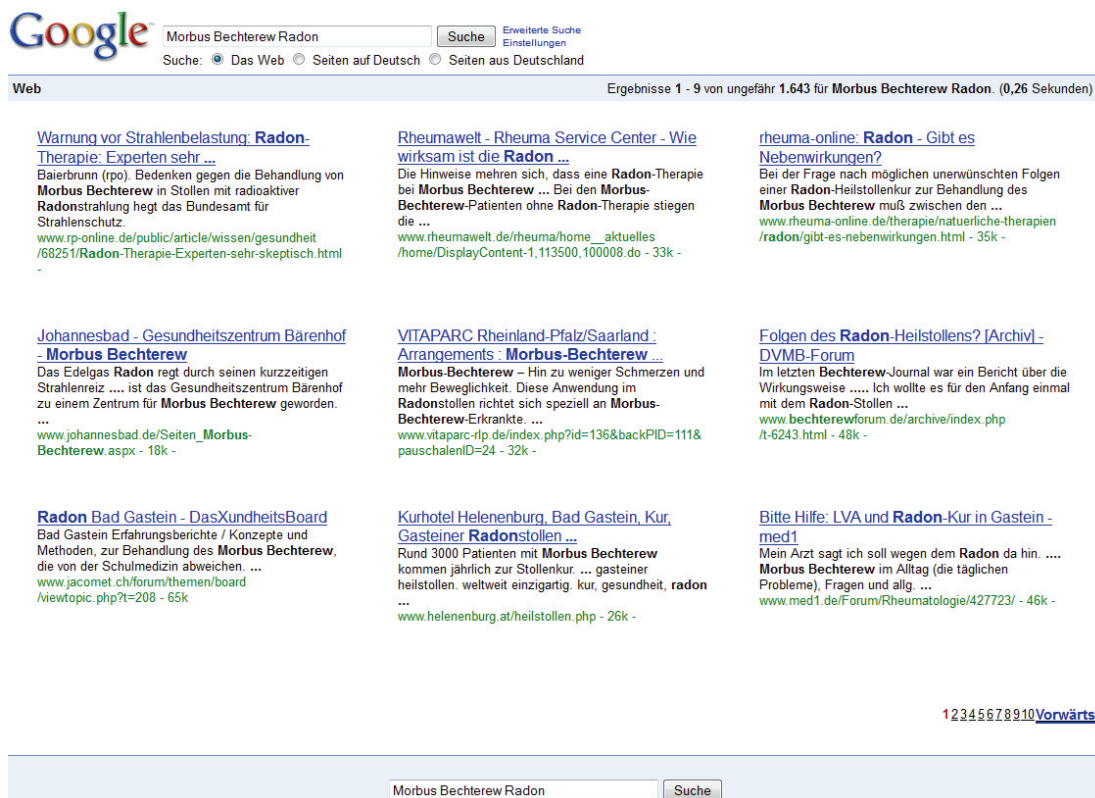 Google
Morbus Bechterew Radon
Suche
Erweiterte Suche
Einstellungen
Suche: Das Web Seiten auf Deutsch Seiten aus Deutschland
Web
Ergebnisse 1 - 9 von ungefähr 1.643 für Morbus Bechterew Radon. (0,26 Sekunden)
Warnung vor Strahlenbelastung: Radon-
Therapie: Experten sehr ...
Baierbrunn (rpo). Bedenken gegen die Behandlung von
Morbus Bechterew in Stollen mit radioaktiver
Radonstrahlung hegt das Bundesamt für
Strahlenschutz.
www.rp-online.de/public/article/wissen/gesundheit
/68251/Radon-Therapie-Experten-sehr-skeptisch.html
-
Rheumawelt - Rheuma Service Center - Wie
wirksam ist die Radon ...
Die Hinweise mehren sich, dass eine Radon-Therapie
bei Morbus Bechterew ... Bei den Morbus-
Bechterew-Patienten ohne Radon-Therapie stiegen
die ...
www.rheumawelt.de/rheuma/home__aktuelles
/home/DisplayContent-1,113500,100008.do - 33k -
rheuma-online: Radon - Gibt es
Nebenwirkungen?
Bei der Frage nach möglichen unerwünschten Folgen
einer Radon-Heilstollenkur zur Behandlung des
Morbus Bechterew muß zwischen den ...
www.rheuma-online.de/therapie/natuerliche-therapien
/radon/gibt-es-nebenwirkungen.html - 35k -
Johannesbad - Gesundheitszentrum Bärenhof
- Morbus Bechterew
Das Edelgas Radon regt durch seinen kurzzeitigen
Strahlenreiz .... ist das Gesundheitszentrum Bärenhof
zu einem Zentrum für Morbus Bechterew geworden.
...
www.johannesbad.de/Seiten_Morbus-
Bechterew.aspx - 18k -
VITAPARC Rheinland-Pfalz/Saarland :
Arrangements : Morbus-Bechterew ...
Morbus-Bechterew – Hin zu weniger Schmerzen und
mehr Beweglichkeit. Diese Anwendung im
Radonstollen richtet sich speziell an Morbus-
Bechterew-Erkrankte. ...
www.vitaparc-rlp.de/index.php?id=136&backPID=111&
pauschalenID=24 - 32k -
Folgen des Radon-Heilstollens? [Archiv] -
DVMB-Forum
Im letzten Bechterew-Journal war ein Bericht über die
Wirkungsweise ..... Ich wollte es für den Anfang einmal
mit dem Radon-Stollen ...
www.bechterewforum.de/archive/index.php
/t-6243.html - 48k -
Radon Bad Gastein - DasXundheitsBoard
Bad Gastein Erfahrungsberichte / Konzepte und
Methoden, zur Behandlung des Morbus Bechterew,
die von der Schulmedizin abweichen. ...
www.jacomet.ch/forum/themen/board
/viewtopic.php?t=208 - 65k
Kurhotel Helenenburg, Bad Gastein, Kur,
Gasteiner Radonstollen ...
Rund 3000 Patienten mit Morbus Bechterew
kommen jährlich zur Stollenkur. ... gasteiner
heilstollen. weltweit einzigartig. kur, gesundheit, radon
...
www.helenenburg.at/heilstollen.php - 26k -
Bitte Hilfe: LVA und Radon-Kur in Gastein -
med1
Mein Arzt sagt ich soll wegen dem Radon da hin. ....
Morbus Bechterew im Alltag (die täglichen
Probleme), Fragen und allg. ...
www.med1.de/Forum/Rheumatologie/427723/ - 46k -
1 2 3 4 5 6 7 8 9 10 Vorwärts
Morbus Bechterew Radon
Suche